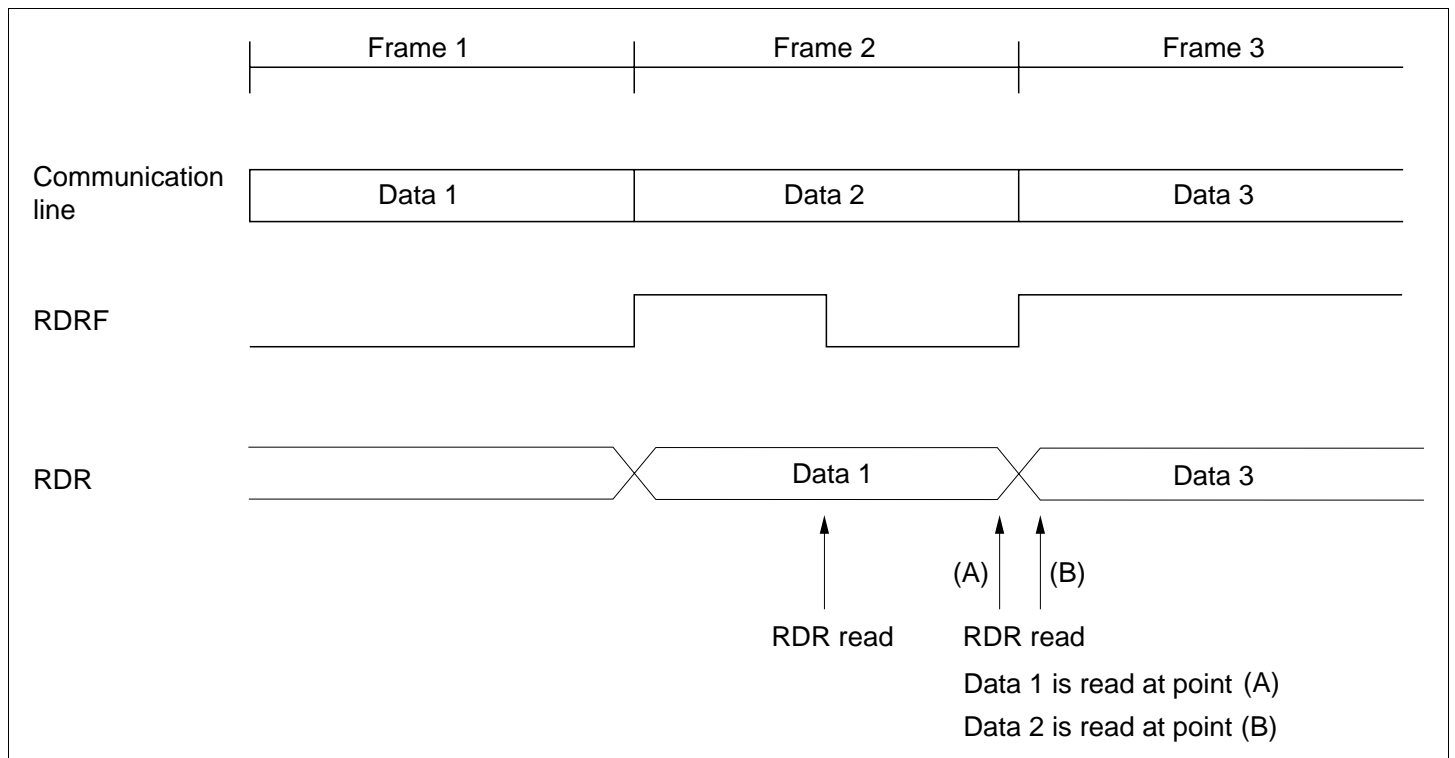 Frame 1 Frame 2 Frame 3
Communication
line
Data 1 Data 2 Data 3
RDRF
RDR
Data 1 Data 3
(A) (B)
RDR read RDR read
Data 1 is read at point (A)
Data 2 is read at point (B)